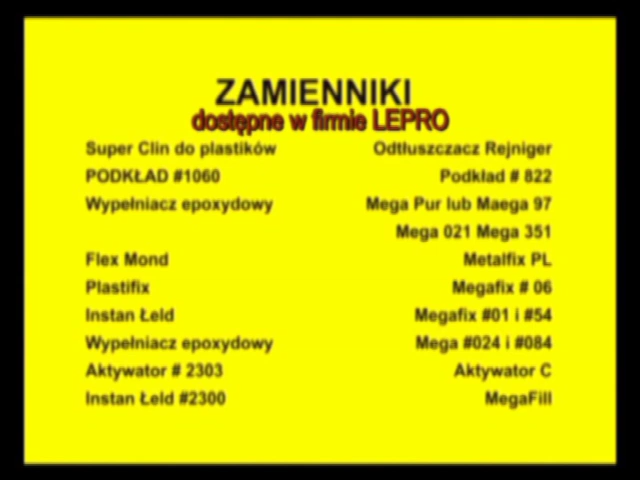 ZAMIENNIKI
dostępne w firmie LEPRO
Super Clin do plastików Odtłuszczacz Rejniger
PODKŁAD #1060 Podkład # 822
Wypełniacz epoxydowy Mega Pur lub Maega 97
Mega 021 Mega 351
Flex Mond Metalfix PL
Plastifix Megafix # 06
Instan Łeld Megafix #01 i #54
Wypełniacz epoxydowy Mega #024 i #084
Aktywator # 2303 Aktywator C
Instan Łeld #2300 MegaFill